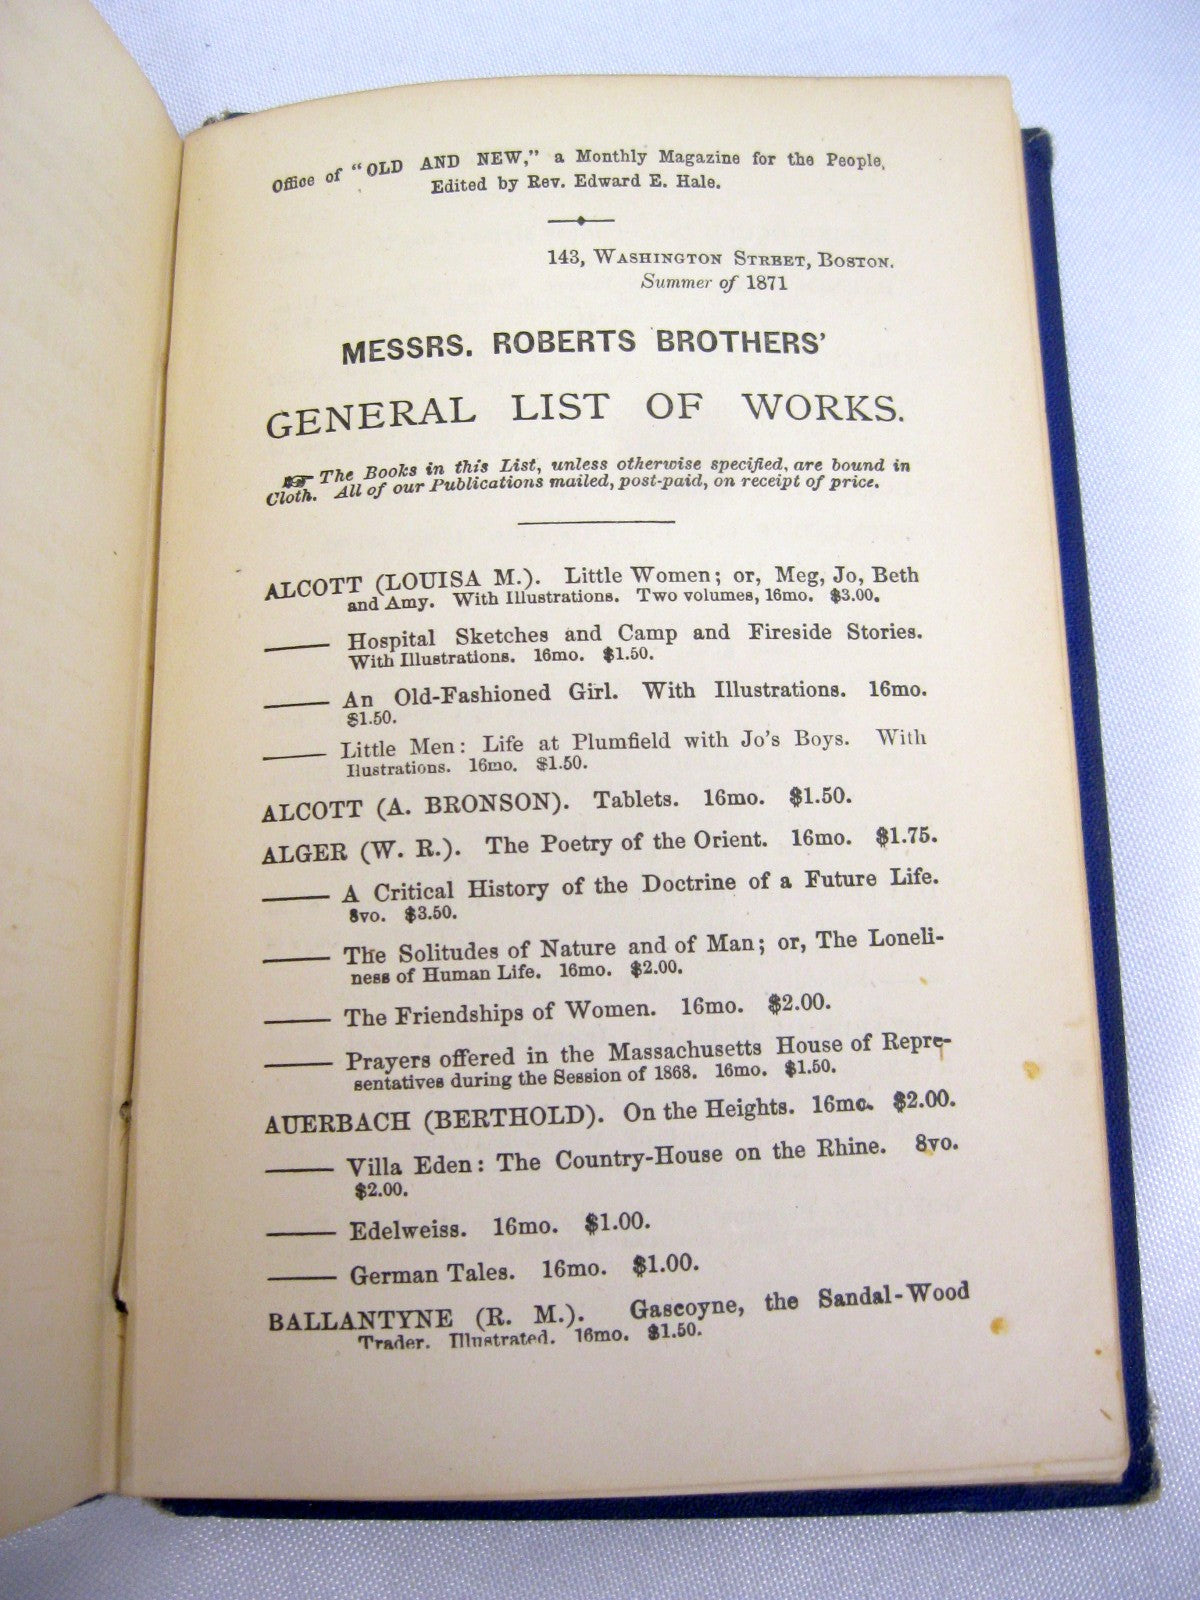 Office of "OLD AND NEW," a Monthly Magazine for the People,
Edited by Rev. Edward E. Hale.
143, WASHINGTON STREET, BOSTON.
Summer of 1871
MESSRS. ROBERTS BROTHERS'
GENERAL LIST OF WORKS.
☞ The Books in this List, unless otherwise specified, are bound in
Cloth. All of our Publications mailed, post-paid, on receipt of price.
ALCOTT (LOUISA M.). Little Women; or, Meg, Jo, Beth
and Amy. With Illustrations. Two volumes, 16mo. $3.00.
—— Hospital Sketches and Camp and Fireside Stories.
With Illustrations. 16mo. $1.50.
—— An Old-Fashioned Girl. With Illustrations. 16mo.
$1.50.
—— Little Men: Life at Plumfield with Jo's Boys. With
Ilustrations. 16mo. $1.50.
ALCOTT (A. BRONSON). Tablets. 16mo. $1.50.
ALGER (W. R.). The Poetry of the Orient. 16mo. $1.75.
—— A Critical History of the Doctrine of a Future Life.
8vo. $3.50.
—— The Solitudes of Nature and of Man; or, The Loneli-
ness of Human Life. 16mo. $2.00.
—— The Friendships of Women. 16mo. $2.00.
—— Prayers offered in the Massachusetts House of Repre-
sentatives during the Session of 1868. 16mo. $1.50.
AUERBACH (BERTHOLD). On the Heights. 16mo. $2.00.
—— Villa Eden: The Country-House on the Rhine. 8vo.
$2.00.
—— Edelweiss. 16mo. $1.00.
—— German Tales. 16mo. $1.00.
BALLANTYNE (R. M.). Gascoyne, the Sandal-Wood
Trader. Illustrated. 16mo. $1.50.